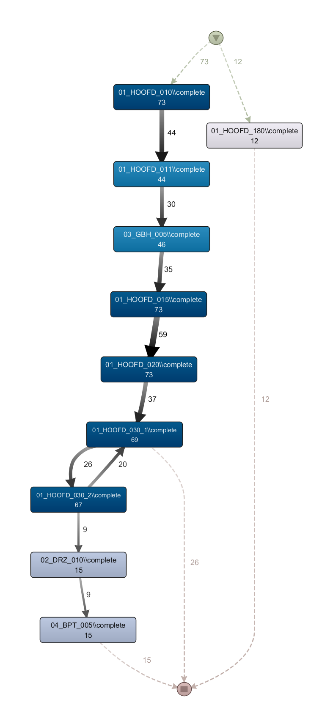 73
12
01_HOOFD_010\\complete
73
44
01_HOOFD_180\\complete
12
01_HOOFD_011\\complete
44
30
03_GBH_005\\complete
46
35
01_HOOFD_015\\complete
73
59
01_HOOFD_020\\complete
73
37
12
01_HOOFD_030_1\\complete
69
26
20
01_HOOFD_030_2\\complete
67
9
26
02_DRZ_010\\complete
15
9
04_BPT_005\\complete
15
15